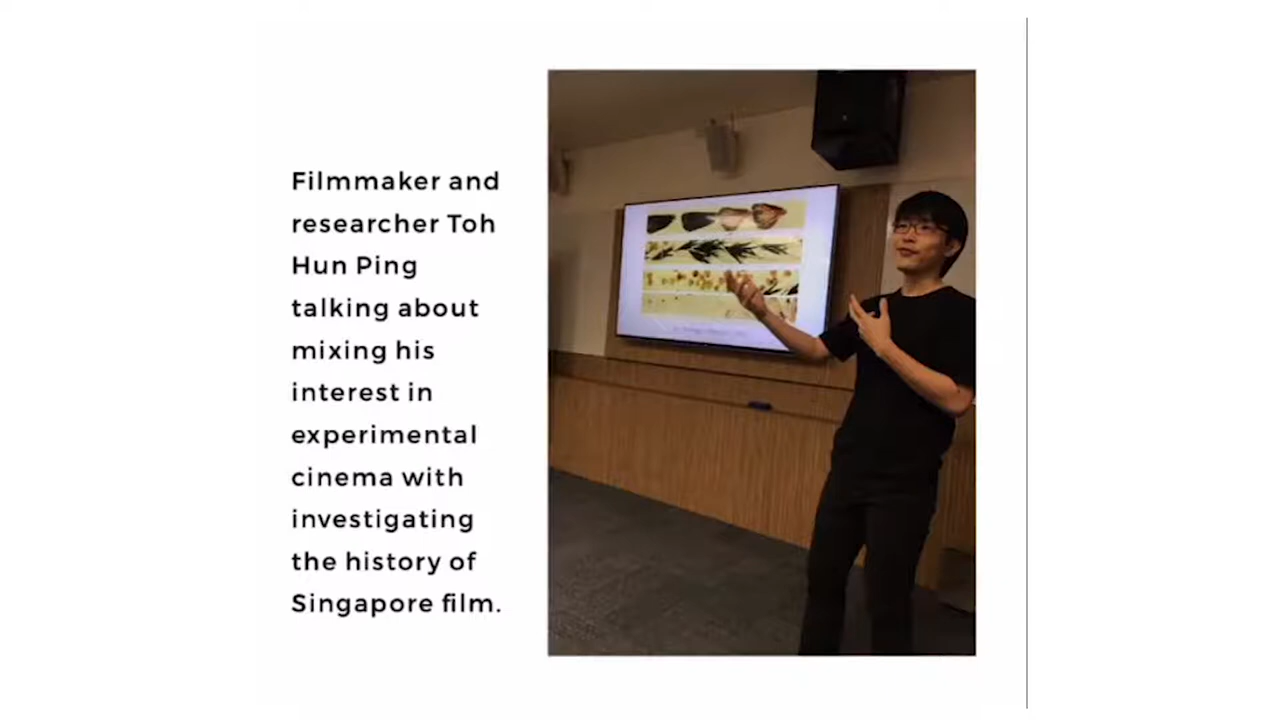 Filmmaker and
researcher Toh
Hun Ping
talking about
mixing his
interest in
experimental
cinema with
investigating
the history of
Singapore film.